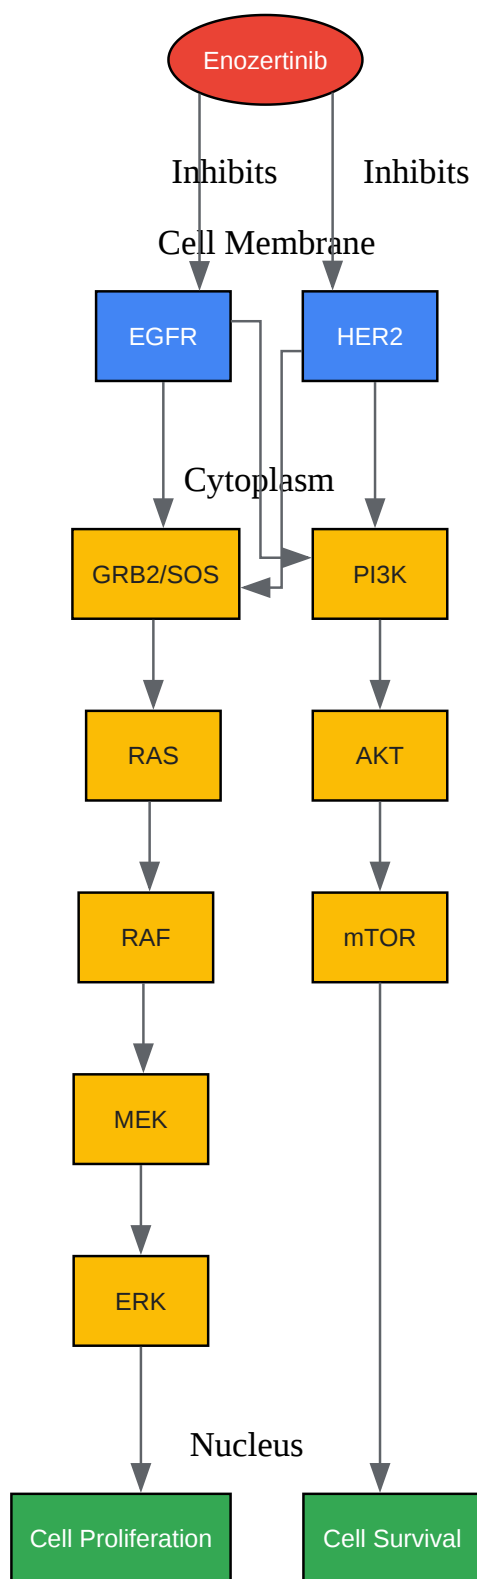 Enozertinib
Inhibits
Inhibits
Cell Membrane
EGFR
HER2
Cytoplasm
GRB2/SOS
PI3K
RAS
AKT
RAF
mTOR
MEK
ERK
Nucleus
Cell Proliferation
Cell Survival